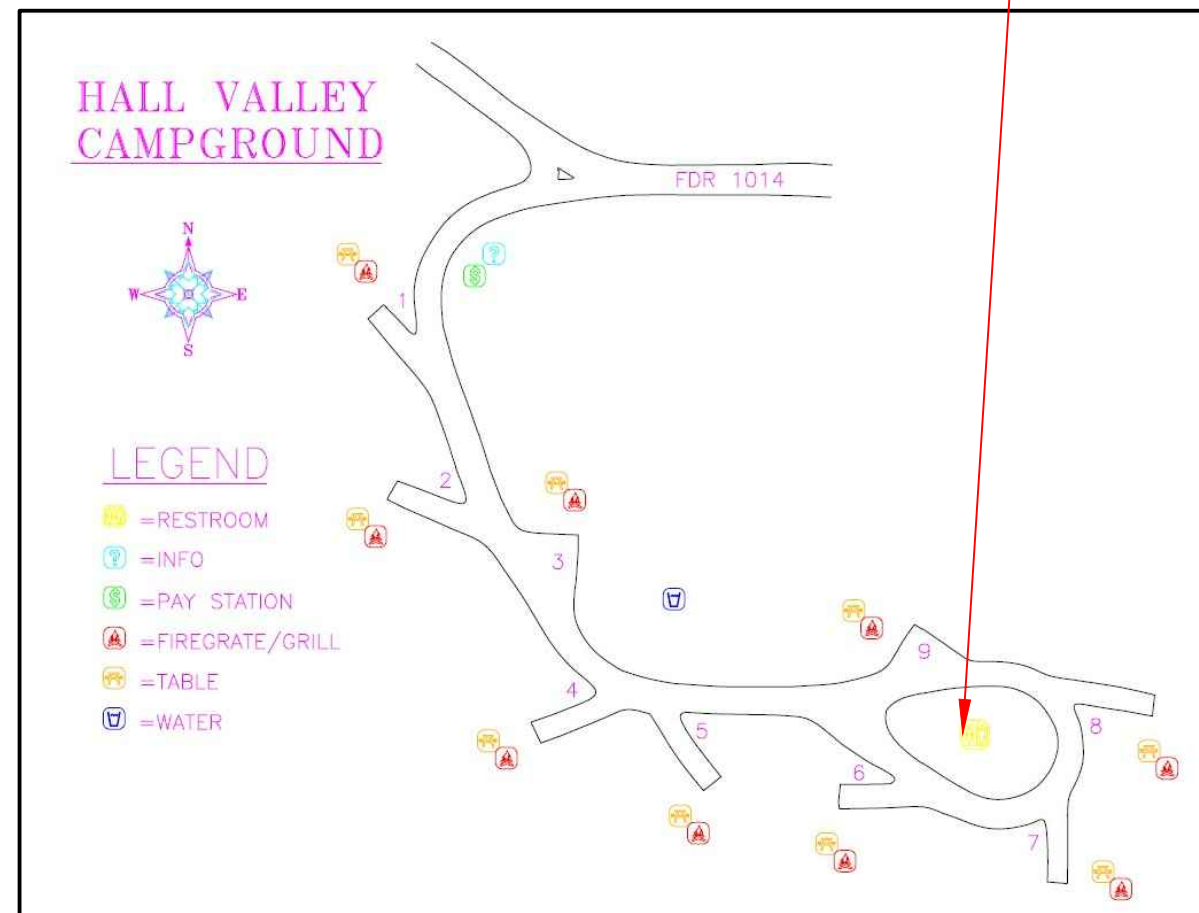 HALL VALLEY
CAMPGROUND
FDR 1014
N
W
E
S
?
$
1
2
3
4
5
6
7
8
9
LEGEND
=RESTROOM
? =INFO
$ =PAY STATION
=FIREGRATE/GRILL
=TABLE
=WATER